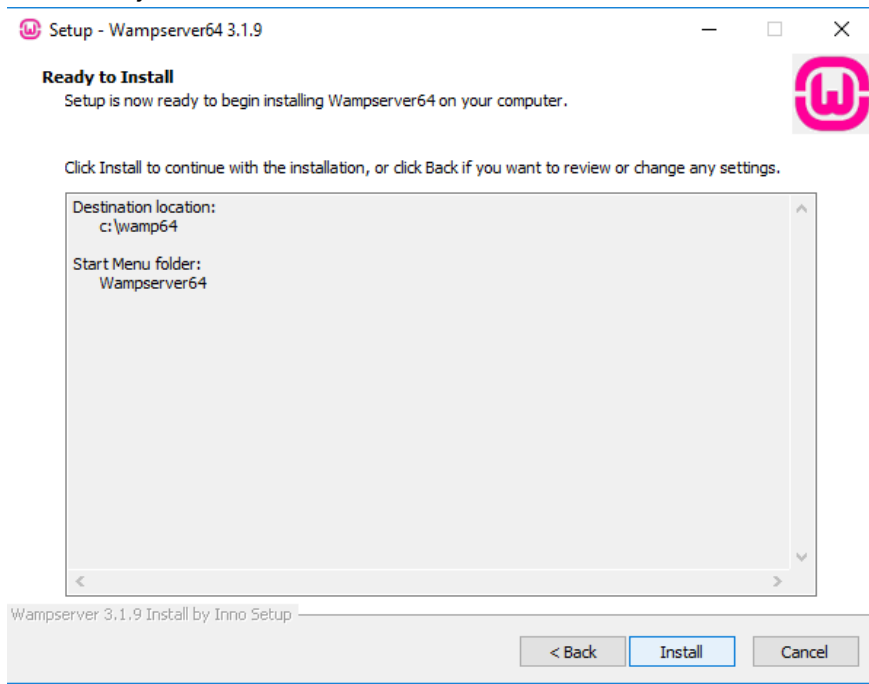 Setup - Wampserver64 3.1.9
Ready to Install
Setup is now ready to begin installing Wampserver64 on your computer.
Click Install to continue with the installation, or click Back if you want to review or change any settings.
Destination location:
c:\wamp64
Start Menu folder:
Wampserver64
Wampserver 3.1.9 Install by Inno Setup
< Back
Install
Cancel